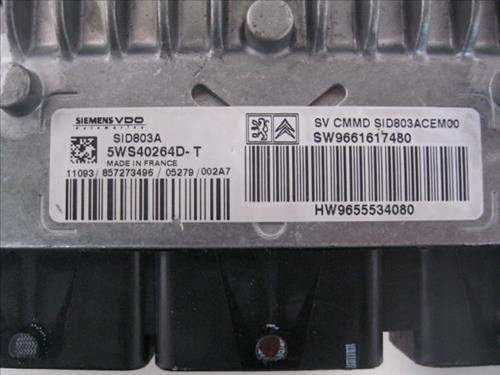 SIEMENS VDO
automotive
SID803A
5WS40264D-T
MADE IN FRANCE
11093/857273496/05279/002A7
SV CMMD SID803ACEM00
SW9661617480
HW9655534080